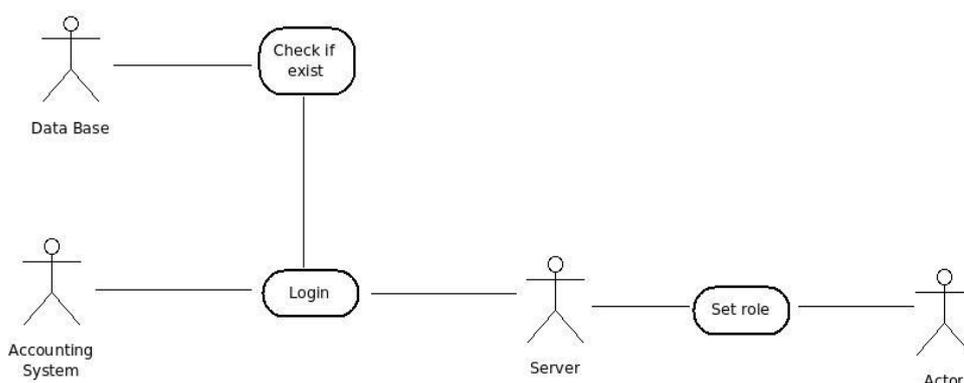 Check if
exist
Data Base
Login
Set role
Accounting
System
Server
Actor